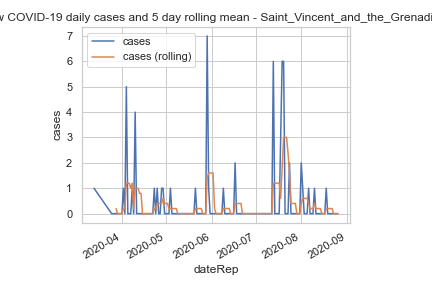 w COVID-19 daily cases and 5 day rolling mean - Saint_Vincent_and_the_Grenadi
cases
cases (rolling)
7
6
5
4
3
2
1
0
cases
2020-04
2020-05
2020-06
2020-07
2020-08
2020-09
dateRep